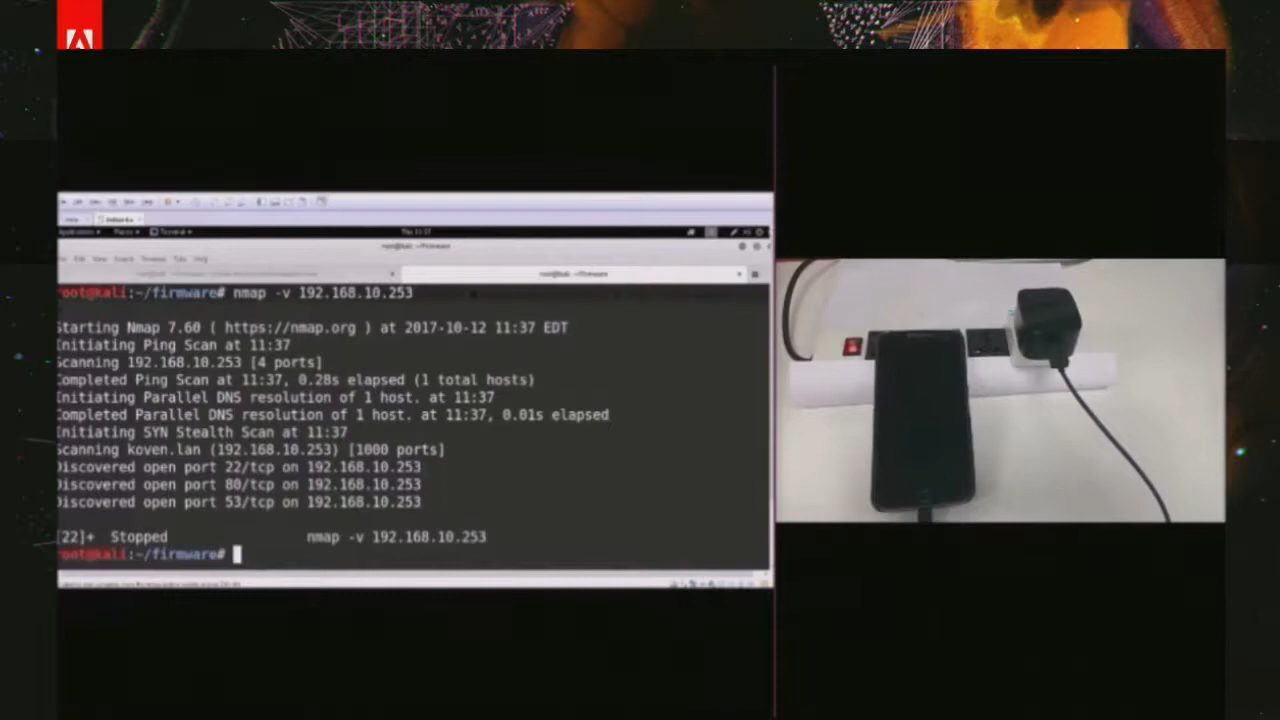 root@kali: ~/firmware
root@kali: ~/firmware
root@kali:~/firmware# nmap -v 192.168.10.253
Starting Nmap 7.60 ( https://nmap.org ) at 2017-10-12 11:37 EDT
Initiating Ping Scan at 11:37
Scanning 192.168.10.253 [4 ports]
Completed Ping Scan at 11:37, 0.28s elapsed (1 total hosts)
Initiating Parallel DNS resolution of 1 host. at 11:37
Completed Parallel DNS resolution of 1 host. at 11:37, 0.01s elapsed
Initiating SYN Stealth Scan at 11:37
Scanning koven.lan (192.168.10.253) [1000 ports]
Discovered open port 22/tcp on 192.168.10.253
Discovered open port 80/tcp on 192.168.10.253
Discovered open port 53/tcp on 192.168.10.253
[22]+ Stopped nmap -v 192.168.10.253
root@kali:~/firmware#